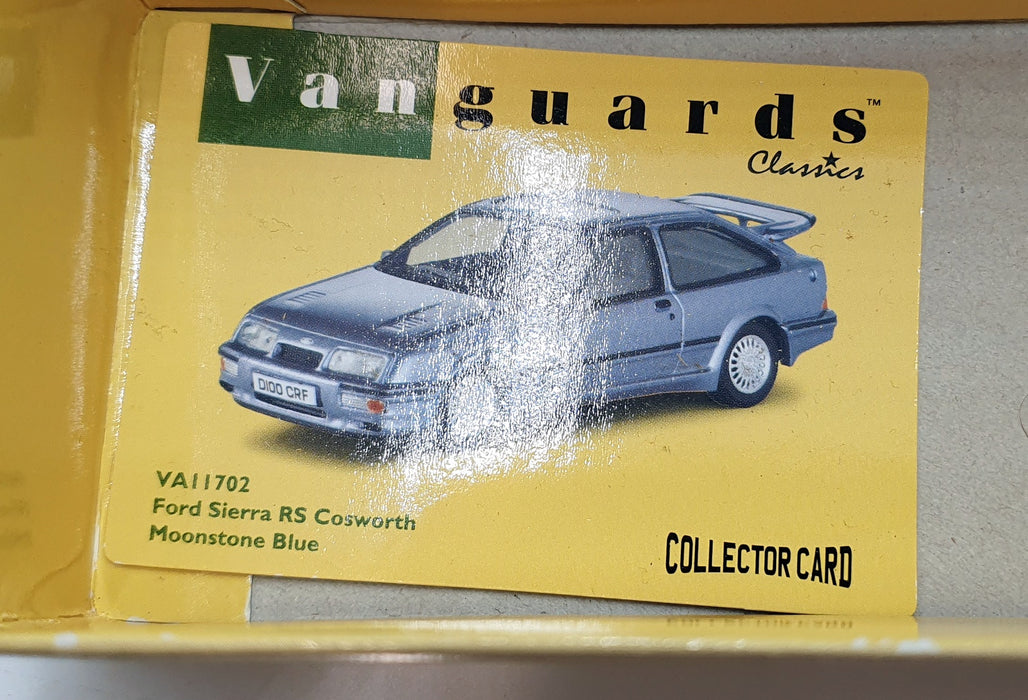 Vanguards™
Classics
D100 CRF
VA11702
Ford Sierra RS Cosworth
Moonstone Blue
COLLECTOR CARD